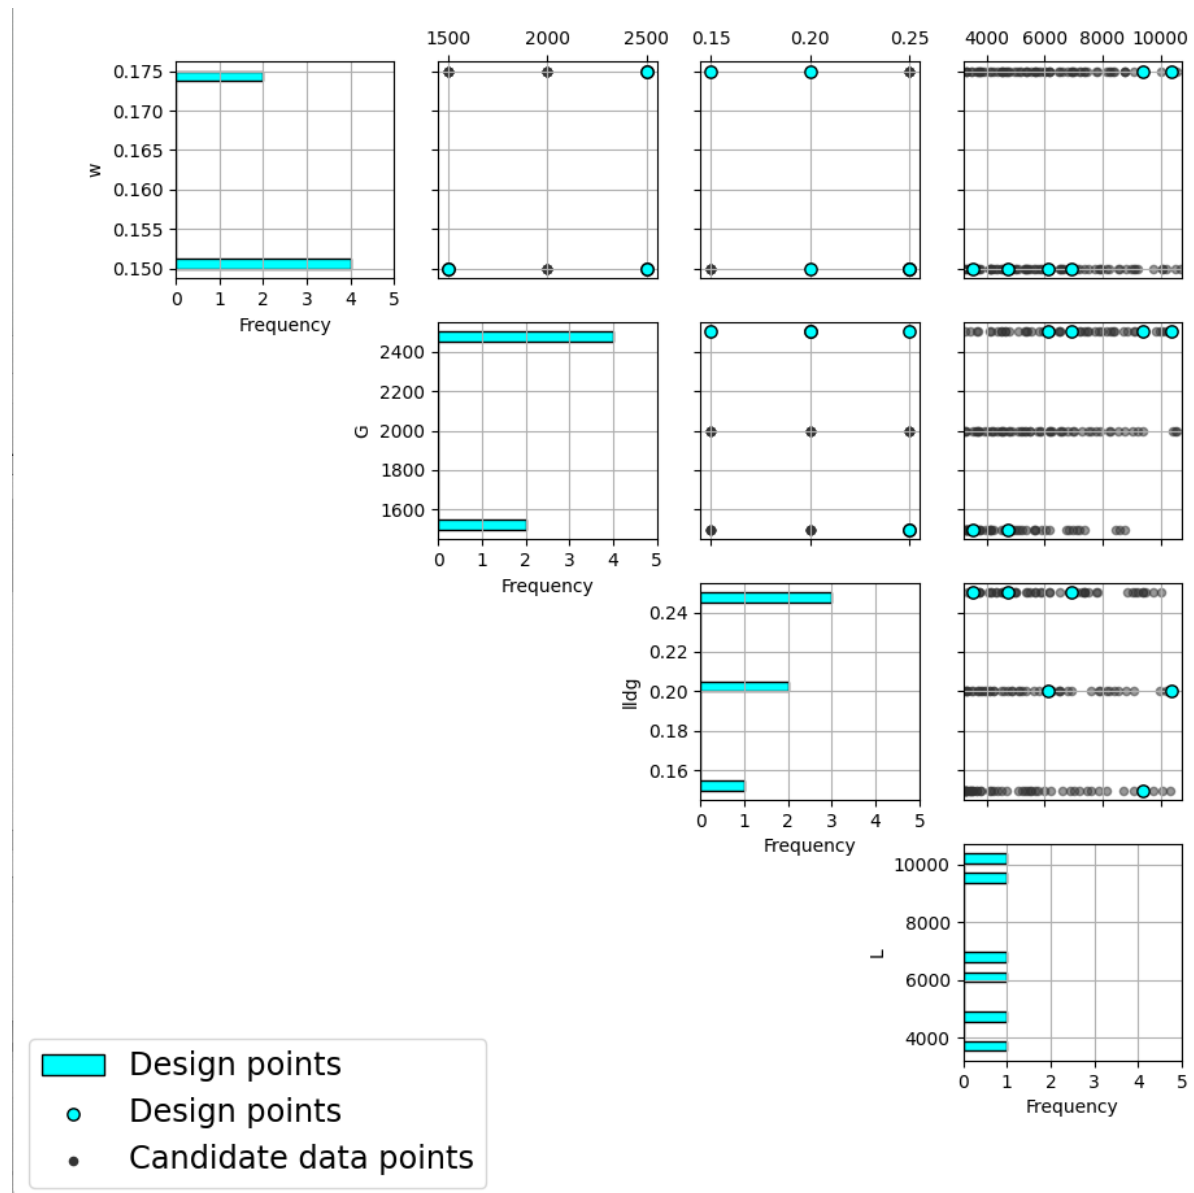 1500 2000 2500 0.15 0.20 0.25 4000 6000 8000 10000
0.175
0.170
0.165
0.160
0.155
0.150
w
0 1 2 3 4 5
Frequency
2400
2200
2000
1800
1600
G
0 1 2 3 4 5
Frequency
0.24
0.22
0.20
0.18
0.16
lldg
0 1 2 3 4 5
Frequency
10000
8000
6000
4000
L
0 1 2 3 4 5
Frequency
Design points
Design points
Candidate data points